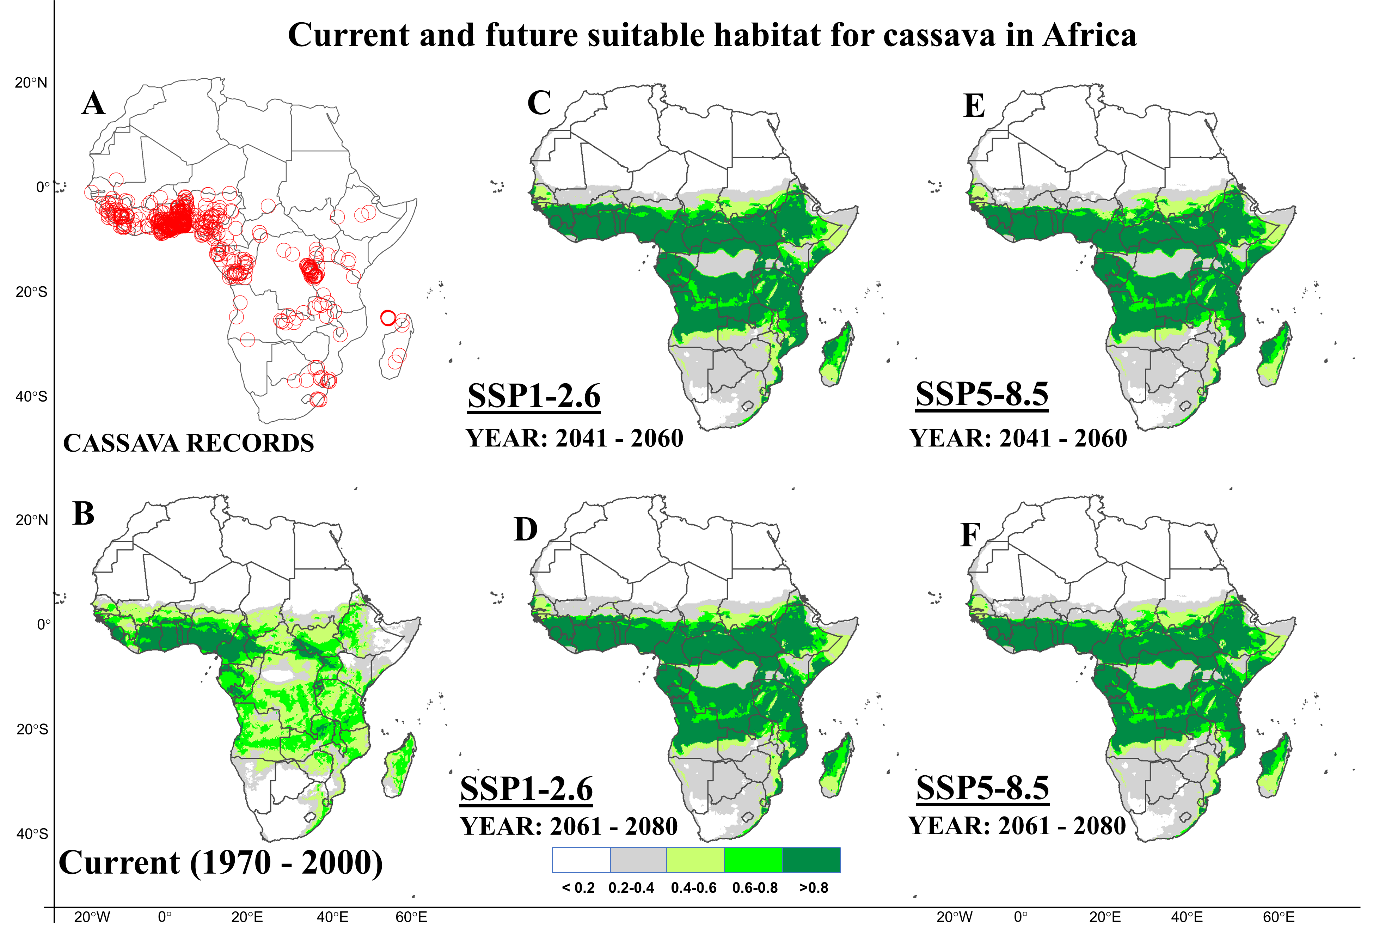 Current and future suitable habitat for cassava in Africa
A
C
E
20°N
0°
20°S
40°S
CASSAVA RECORDS
SSP1-2.6
YEAR: 2041 - 2060
SSP5-8.5
YEAR: 2041 - 2060
B
D
F
20°N
0°
20°S
40°S
Current (1970 - 2000)
SSP1-2.6
YEAR: 2061 - 2080
SSP5-8.5
YEAR: 2061 - 2080
< 0.2 0.2-0.4 0.4-0.6 0.6-0.8 >0.8
20°W 0° 20°E 40°E 60°E
20°W 0° 20°E 40°E 60°E